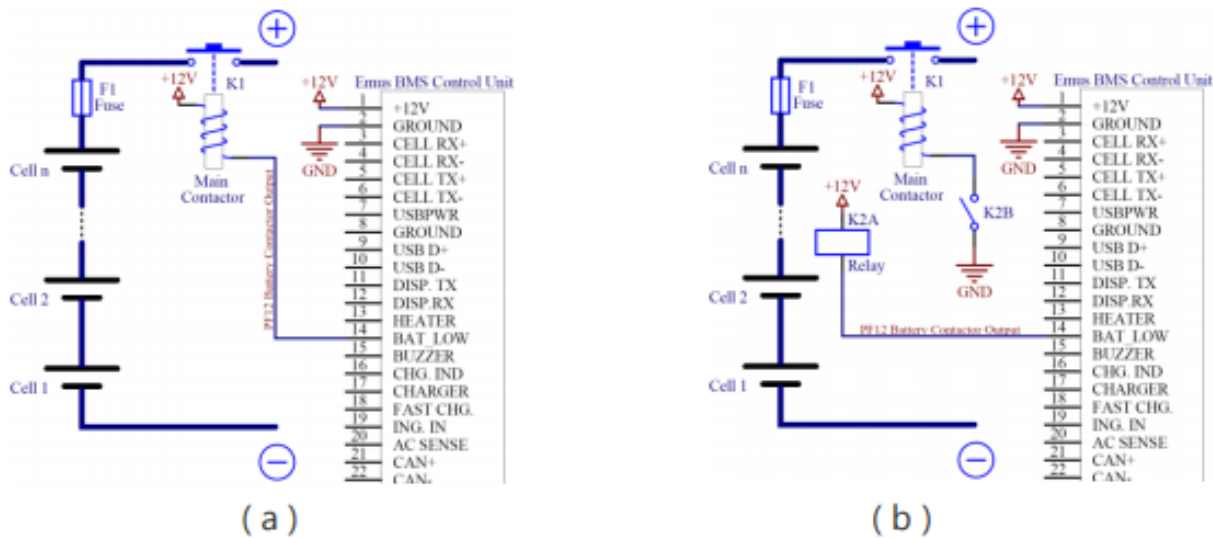 +12V
K1
F1
Fuse
+12V
Emus BMS Control Unit
Cell n
Main
Contactor
GND
PF12 Battery Contactor Output
Cell 2
Cell 1
1
+12V
2
GROUND
3
CELL RX+
4
CELL RX-
5
CELL TX+
6
CELL TX-
7
USBPWR
8
GROUND
9
USB D+
10
USB D-
11
DISP. TX
12
DISP.RX
13
HEATER
14
BAT_LOW
15
BUZZER
16
CHG. IND
17
CHARGER
18
FAST CHG.
19
ING. IN
20
AC SENSE
21
CAN+
22
CAN-
( a )
+12V
K1
F1
Fuse
+12V
Emus BMS Control Unit
Cell n
Main
Contactor
GND
+12V
K2A
K2B
Relay
GND
Cell 2
PF12 Battery Contactor Output
Cell 1
1
+12V
2
GROUND
3
CELL RX+
4
CELL RX-
5
CELL TX+
6
CELL TX-
7
USBPWR
8
GROUND
9
USB D+
10
USB D-
11
DISP. TX
12
DISP.RX
13
HEATER
14
BAT_LOW
15
BUZZER
16
CHG. IND
17
CHARGER
18
FAST CHG.
19
ING. IN
20
AC SENSE
21
CAN+
22
CAN-
( b )